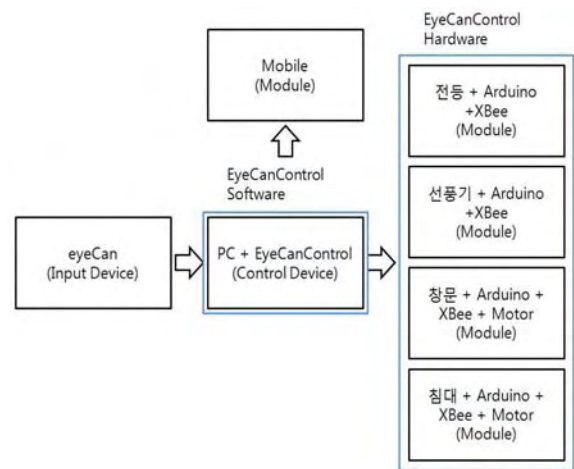 EyeCanControl
Hardware
Mobile
(Module)
전등 + Arduino
+XBee
(Module)
EyeCanControl
Software
선풍기 + Arduino
+XBee
(Module)
eyeCan
(Input Device)
PC + EyeCanControl
(Control Device)
창문 + Arduino +
XBee + Motor
(Module)
침대 + Arduino +
XBee + Motor
(Module)